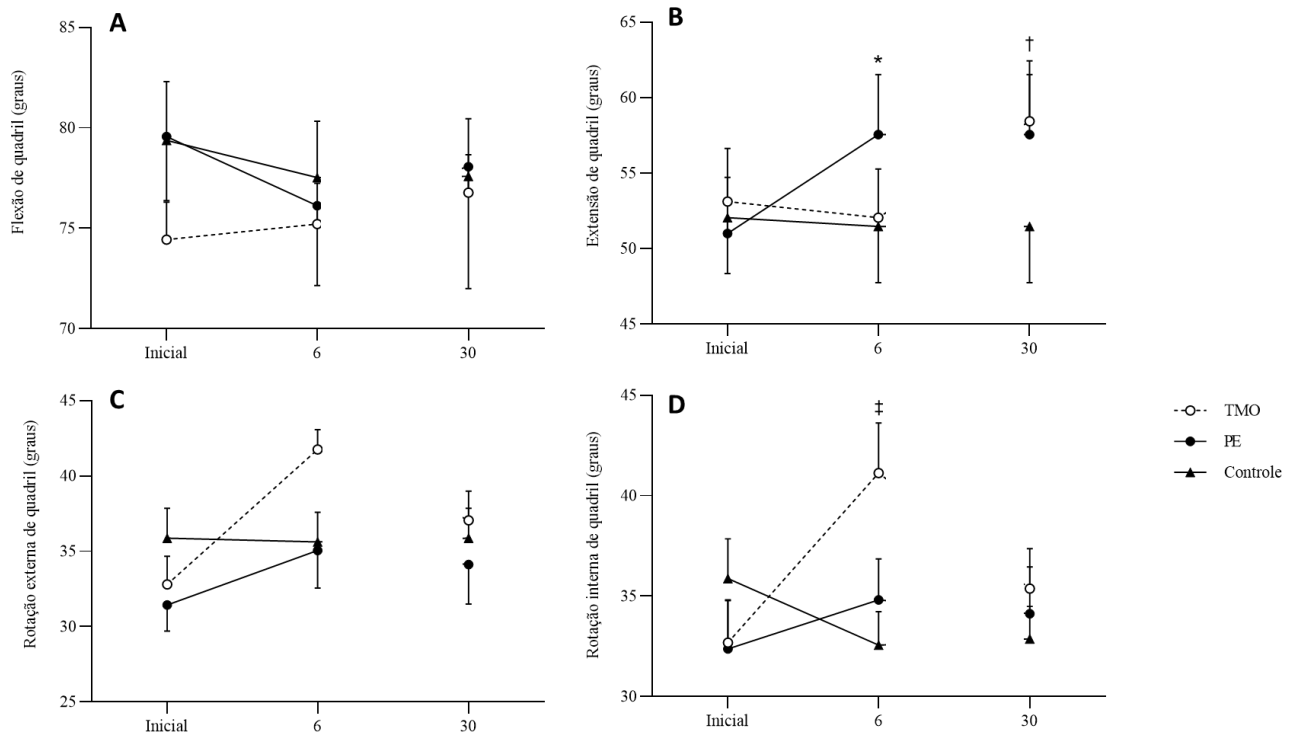 A
Flexão de quadril (graus)
85
80
75
70
Inicial 6 30
B
Extensão de quadril (graus)
65
60
55
50
45
*
†
Inicial 6 30
C
Rotação externa de quadril (graus)
45
40
35
30
25
Inicial 6 30
D
Rotação interna de quadril (graus)
45
40
35
30
‡
Inicial 6 30
TMO
PE
Controle